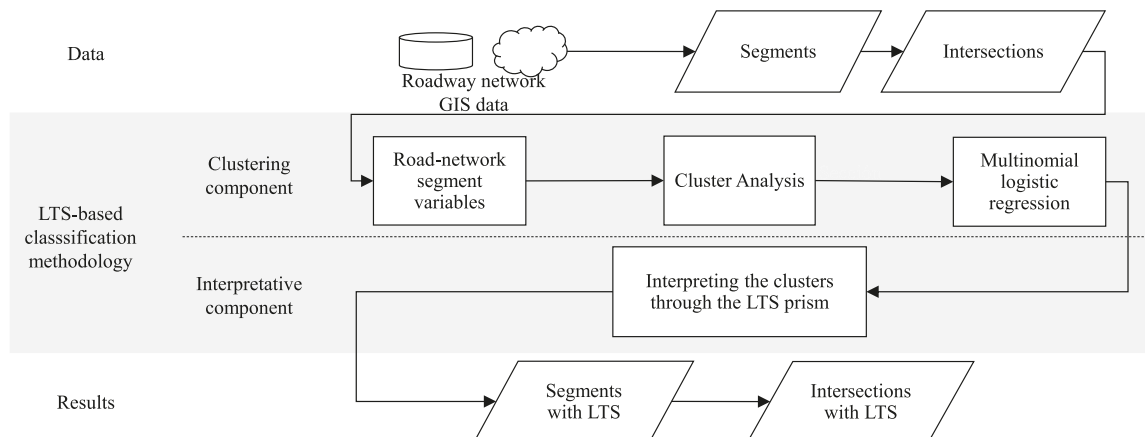 Data
Roadway network
GIS data
Segments
Intersections
LTS-based
classsification
methodology
Clustering
component
Road-network
segment
variables
Cluster Analysis
Multinomial
logistic
regression
Interpretative
component
Interpreting the clusters
through the LTS prism
Results
Segments
with LTS
Intersections
with LTS